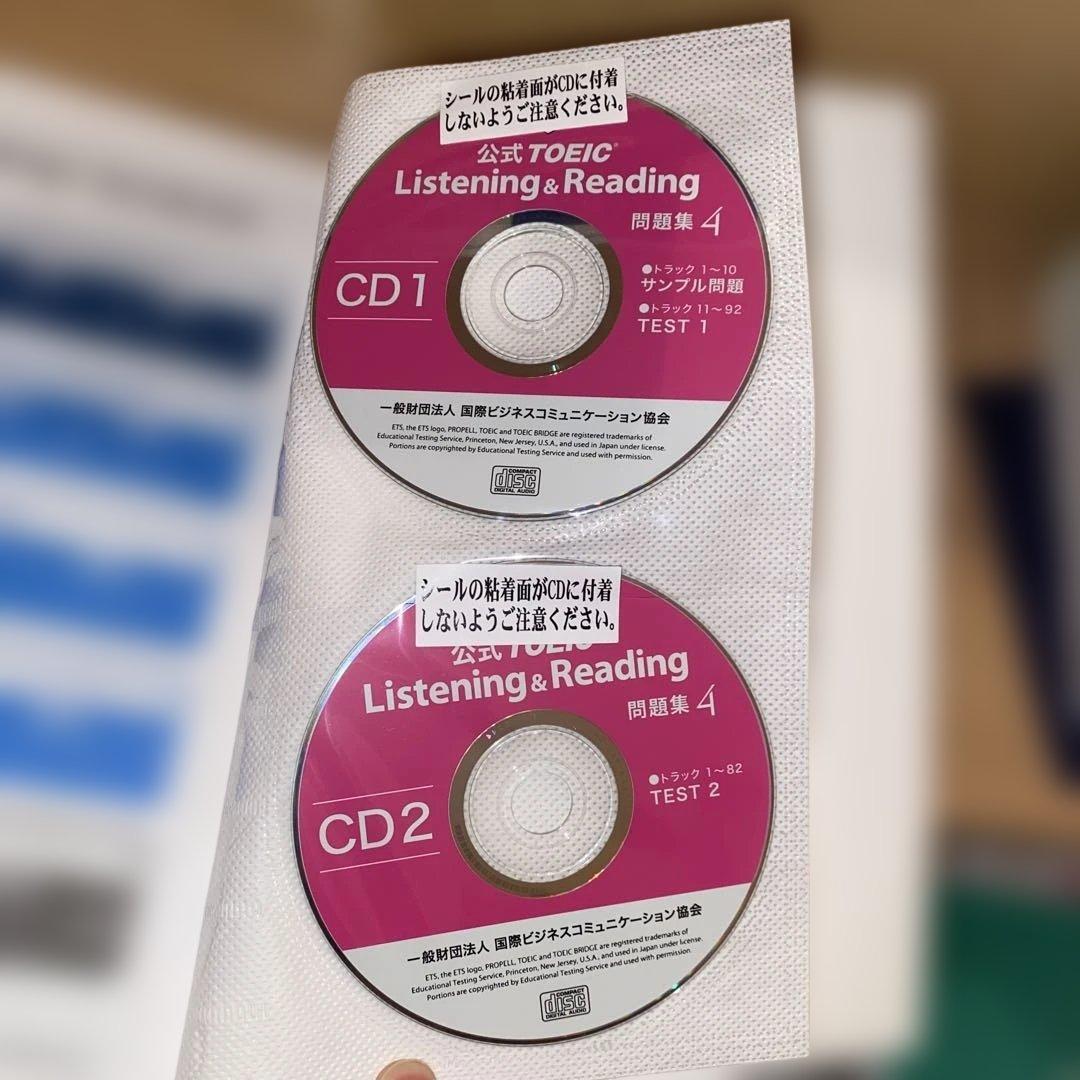 シールの粘着面がCDに付着
しないようご注意ください。
公式 TOEIC®
Listening & Reading
問題集 4
CD 1
●トラック 1～10
サンプル問題
●トラック 11～92
TEST 1
一般財団法人 国際ビジネスコミュニケーション協会
ETS, the ETS logo, PROPELL, TOEIC and TOEIC BRIDGE are registered trademarks of
Educational Testing Service, Princeton, New Jersey, U.S.A., and used in Japan under license.
Portions are copyrighted by Educational Testing Service and used with permission.
COMPACT
disc
DIGITAL AUDIO
シールの粘着面がCDに付着
しないようご注意ください。
公式 TOEIC
Listening & Reading
問題集 4
CD 2
●トラック 1～82
TEST 2
一般財団法人 国際ビジネスコミュニケーション協会
ETS, the ETS logo, PROPELL, TOEIC and TOEIC BRIDGE are registered trademarks of
Educational Testing Service, Princeton, New Jersey, U.S.A., and used in Japan under license.
Portions are copyrighted by Educational Testing Service and used with permission.
COMPACT
disc
DIGITAL AUDIO